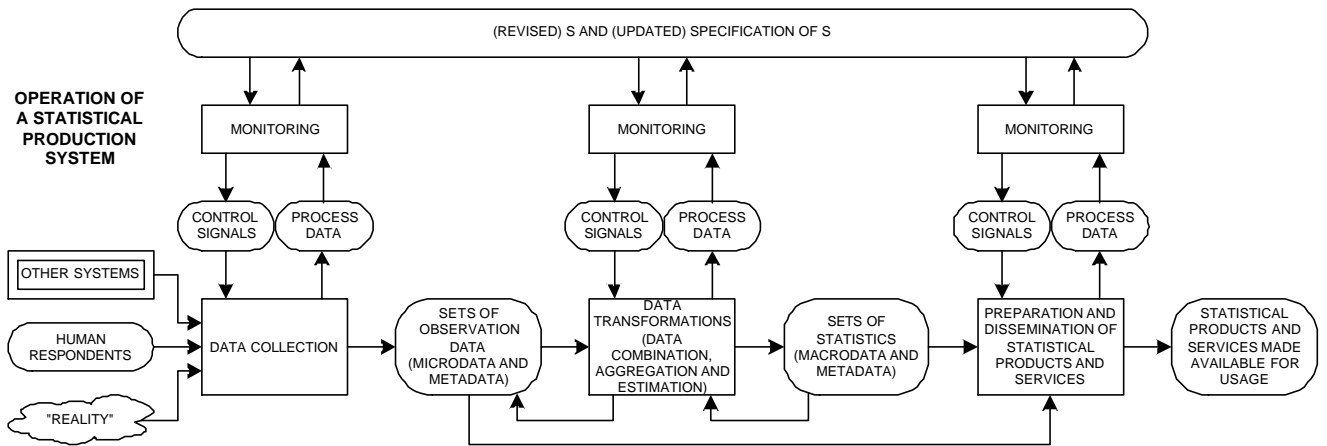 (REVISED) S AND (UPDATED) SPECIFICATION OF S
OPERATION OF
A STATISTICAL
PRODUCTION
SYSTEM
MONITORING
MONITORING
MONITORING
CONTROL
SIGNALS
PROCESS
DATA
CONTROL
SIGNALS
PROCESS
DATA
CONTROL
SIGNALS
PROCESS
DATA
OTHER SYSTEMS
HUMAN
RESPONDENTS
"REALITY"
DATA COLLECTION
SETS OF
OBSERVATION
DATA
(MICRODATA AND
METADATA)
DATA
TRANSFORMATIONS
(DATA
COMBINATION,
AGGREGATION AND
ESTIMATION)
SETS OF
STATISTICS
(MACRODATA AND
METADATA)
PREPARATION AND
DISSEMINATION OF
STATISTICAL
PRODUCTS AND
SERVICES
STATISTICAL
PRODUCTS AND
SERVICES MADE
AVAILABLE FOR
USAGE